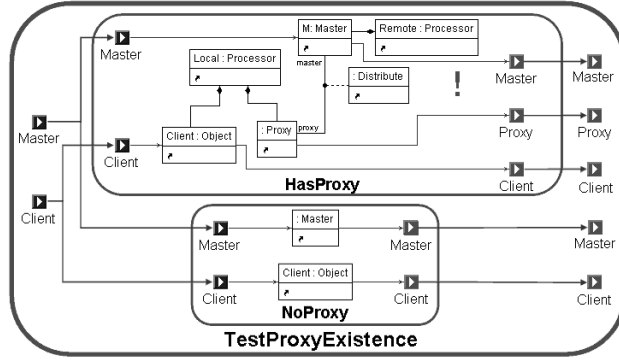 M: Master
Remote : Processor
Master
Local : Processor
master
: Distribute
!
Master
Master
Master
Client : Object
: Proxy
proxy
Client
Proxy
Proxy
Client
HasProxy
Client
Client
: Master
Master
Master
Master
Client : Object
Client
Client
Client
NoProxy
TestProxyExistence